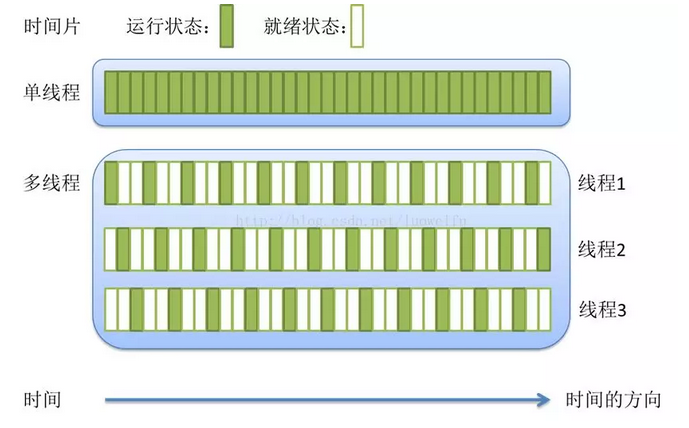 时间片 运行状态： 就绪状态：
单线程
多线程 线程1
http://blog.csdn.net/luoweifu
线程2
线程3
时间 时间的方向